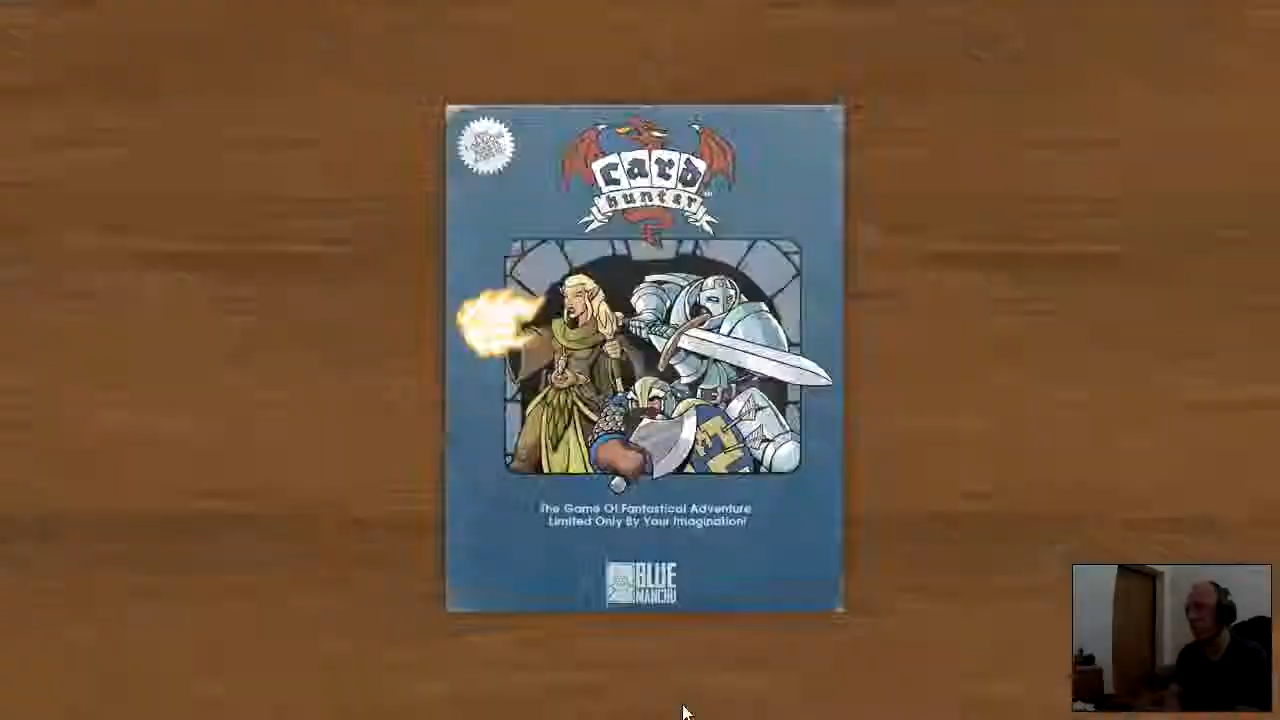 card
hunter
The Game Of Fantastical Adventure
Limited Only By Your Imagination!
BLUE
MANCHU